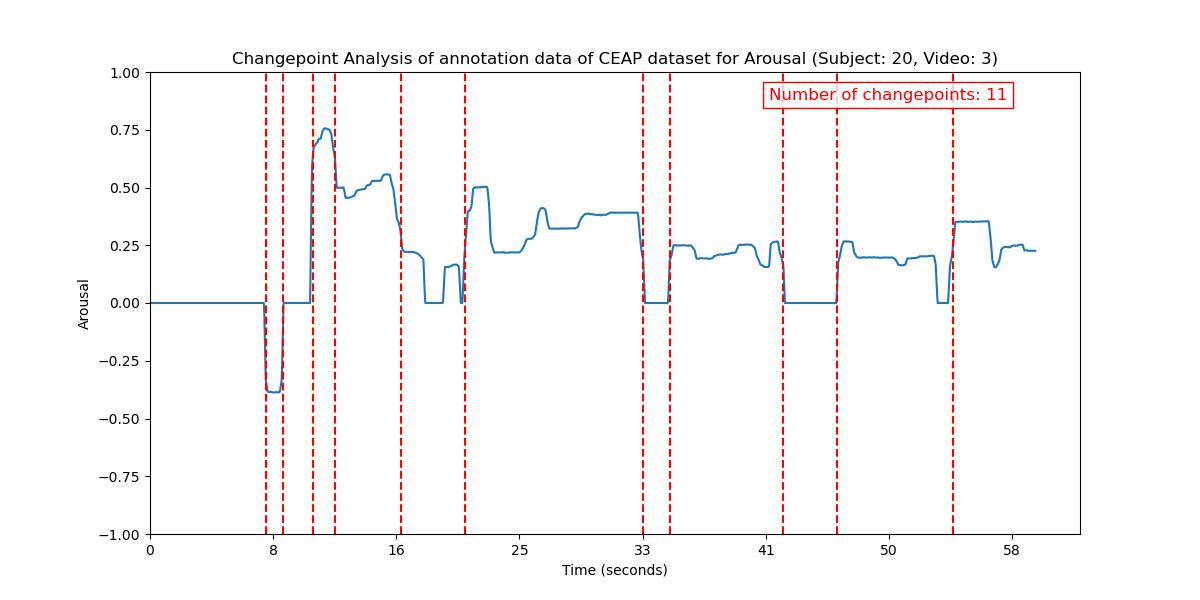 Changepoint Analysis of annotation data of CEAP dataset for Arousal (Subject: 20, Video: 3)
Number of changepoints: 11
1.00
0.75
0.50
0.25
0.00
−0.25
−0.50
−0.75
−1.00
Arousal
0 8 16 25 33 41 50 58
Time (seconds)